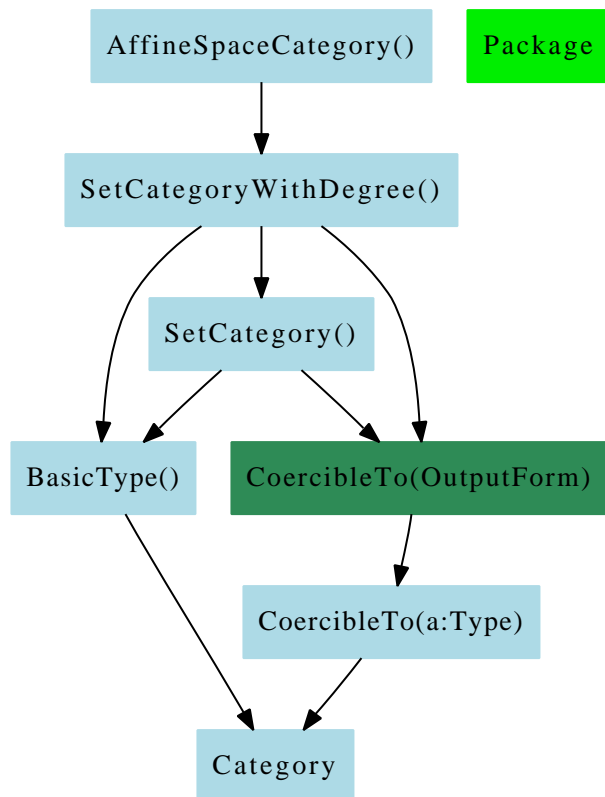 AffineSpaceCategory()
Package
SetCategoryWithDegree()
SetCategory()
BasicType()
CoercibleTo(OutputForm)
CoercibleTo(a:Type)
Category